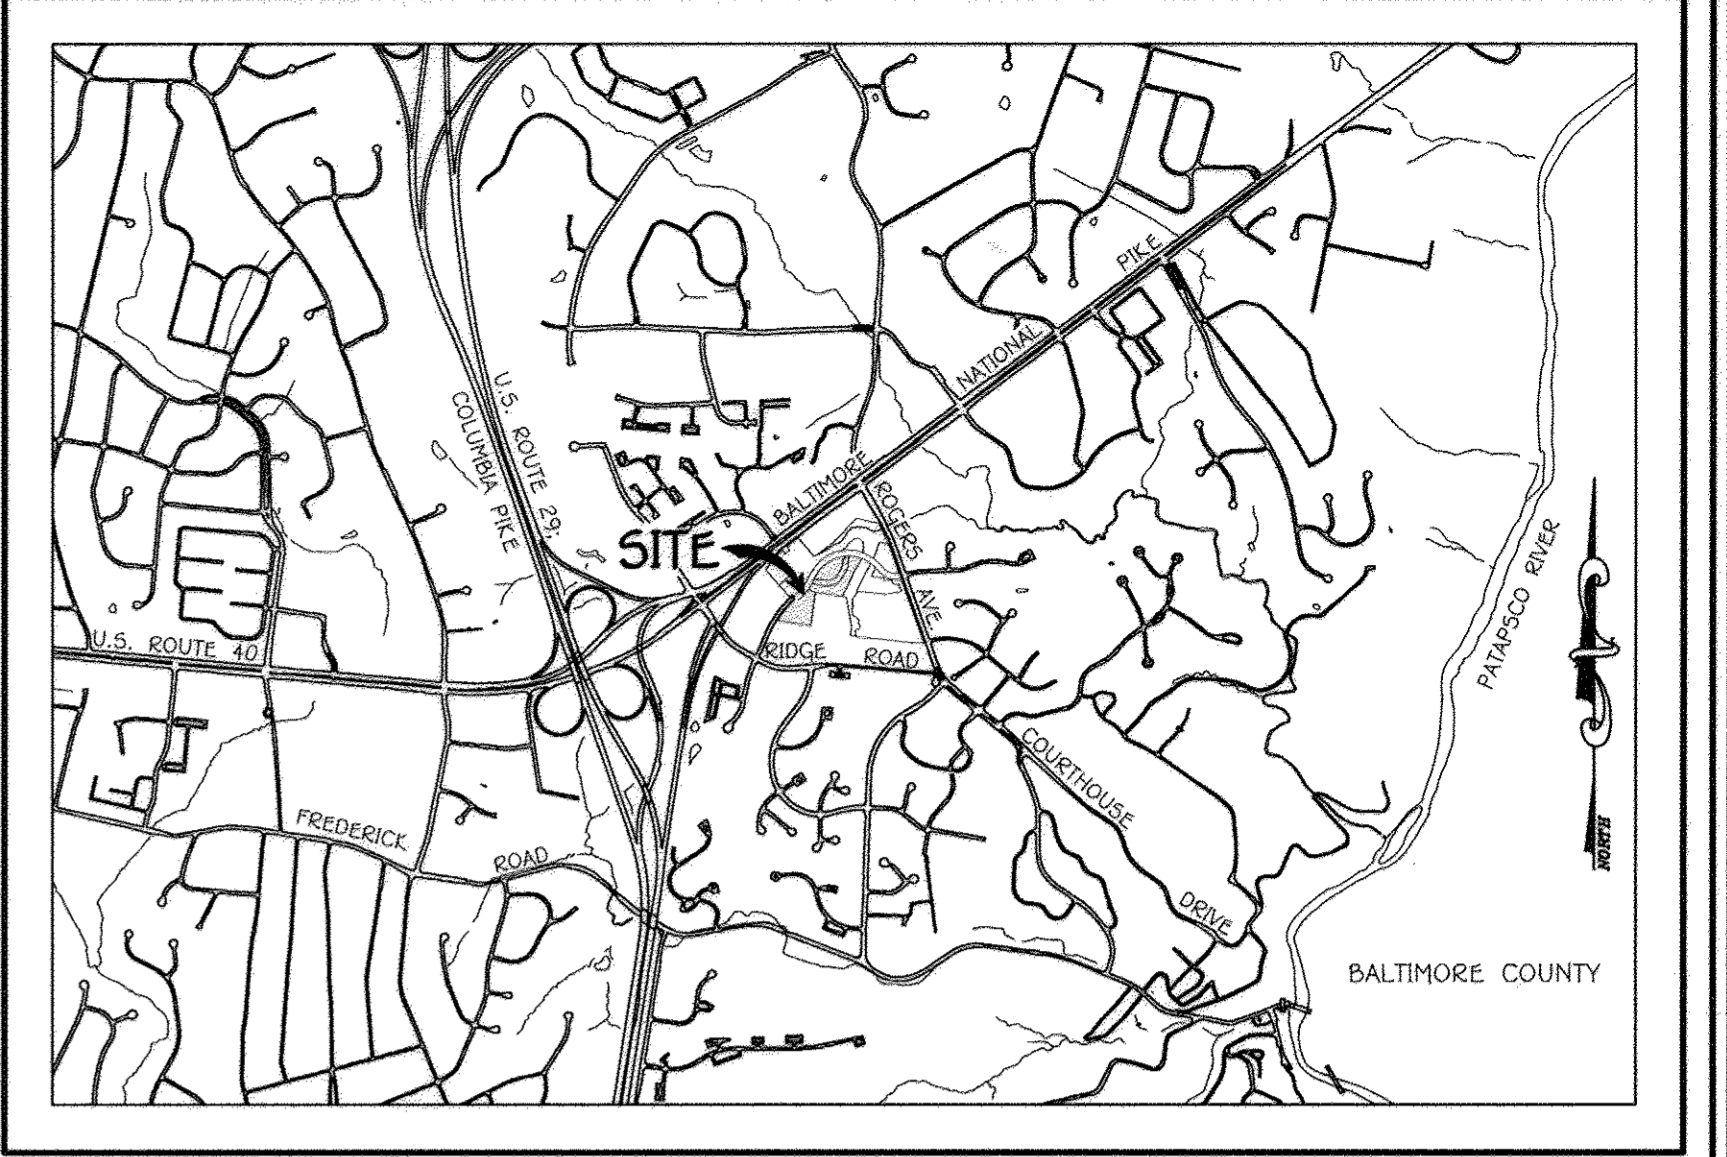 PIKE
NATIONAL
BALTIMORE
U.S. ROUTE 29,
COLUMBIA PIKE
ROGERS
AVE.
SITE
PATAPSCO RIVER
U.S. ROUTE 40
RIDGE ROAD
COURTHOUSE
DRIVE
FREDERICK
ROAD
NORTH
BALTIMORE COUNTY